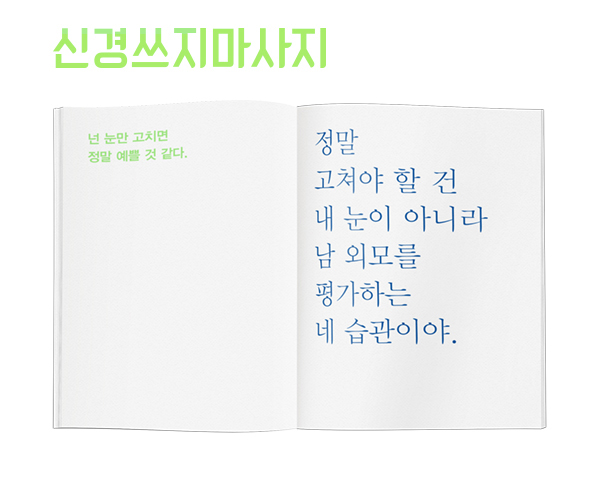 신경쓰지마사지
넌 눈만 고치면
정말 예쁠 것 같다.
정말
고쳐야 할 건
내 눈이 아니라
남 외모를
평가하는
네 습관이야.